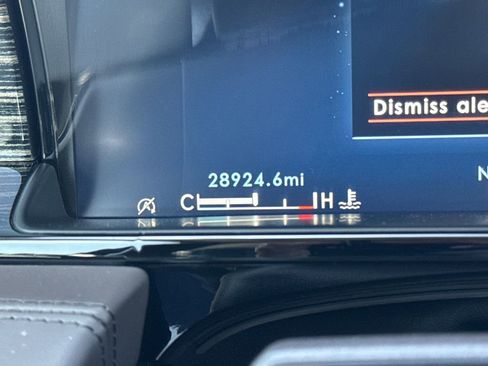 Dismiss ale
N
28924.6mi
C H